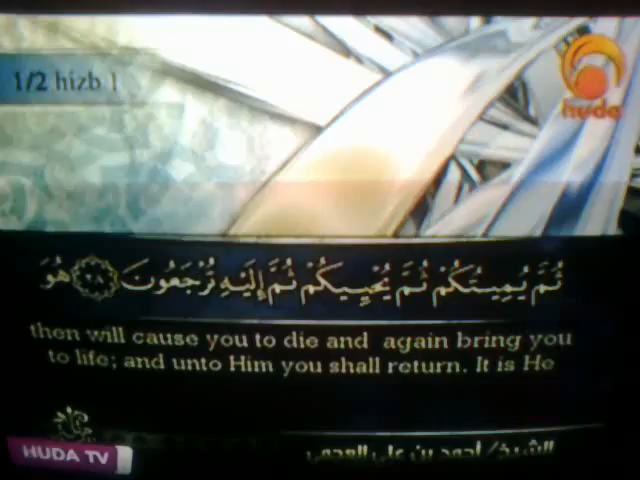 1/2 hizb 1
huda
ثُمَّ يُمِيتُكُمْ ثُمَّ يُحْيِيكُمْ ثُمَّ إِلَيْهِ تُرْجَعُونَ ٢٨ هُوَ
then will cause you to die and again bring you
to life; and unto Him you shall return. It is He
HUDA TV
الشيخ/ أحمد بن علي العجمي